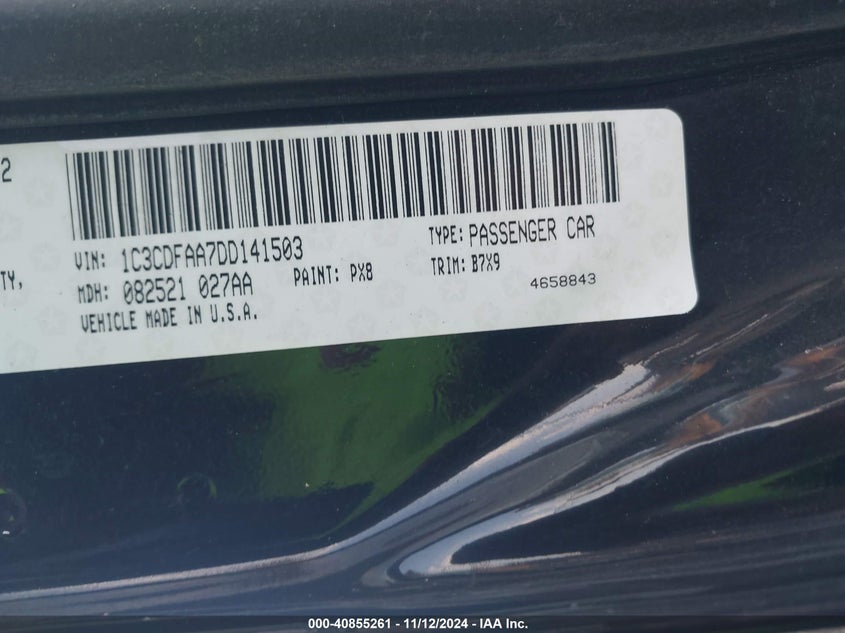 2
TY,
VIN: 1C3CDFAA7DD141503 TYPE: PASSENGER CAR
MDH: 082521 027AA PAINT: PX8 TRIM: B7X9
VEHICLE MADE IN U.S.A. 4658843
000-40855261 - 11/12/2024 - IAA Inc.